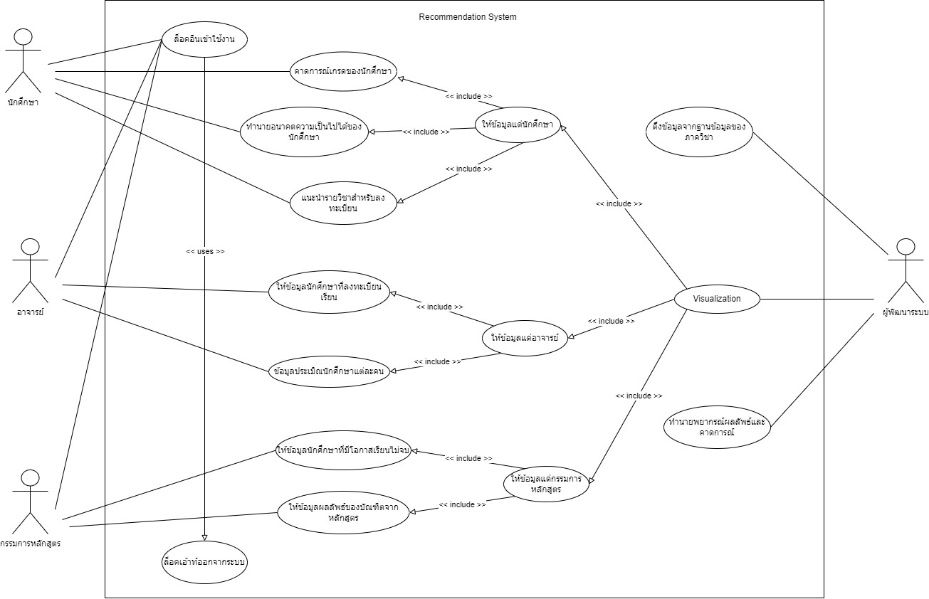 Recommendation System
ล็อคอินเข้าใช้งาน
นักศึกษา
คาดการณ์เกรดของนักศึกษา
<< include >>
ทำนายอนาคตความเป็นไปได้ของ
นักศึกษา
<< include >>
ให้ข้อมูลแต่นักศึกษา
ดึงข้อมูลจากฐานข้อมูลของ
ภาควิชา
<< include >>
แนะนำรายวิชาสำหรับลง
ทะเบียน
<< include >>
<< uses >>
ให้ข้อมูลนักศึกษาที่ลงทะเบียน
เรียน
Visualization
อาจารย์
ผู้พัฒนาระบบ
<< include >>
<< include >>
ให้ข้อมูลแต่อาจารย์
<< include >>
ข้อมูลประเมิณนักศึกษาแต่ละคน
<< include >>
ทำนายพยากรณ์ผลลัพธ์และ
คาดการณ์
ให้ข้อมูลนักศึกษาที่มีโอกาสเรียนไม่จบ
<< include >>
ให้ข้อมูลแต่กรรมการ
หลักสูตร
<< include >>
ให้ข้อมูลผลลัพธ์ของบัณฑิตจาก
หลักสูตร
กรรมการหลักสูตร
ล็อคเอ้าท์ออกจากระบบ